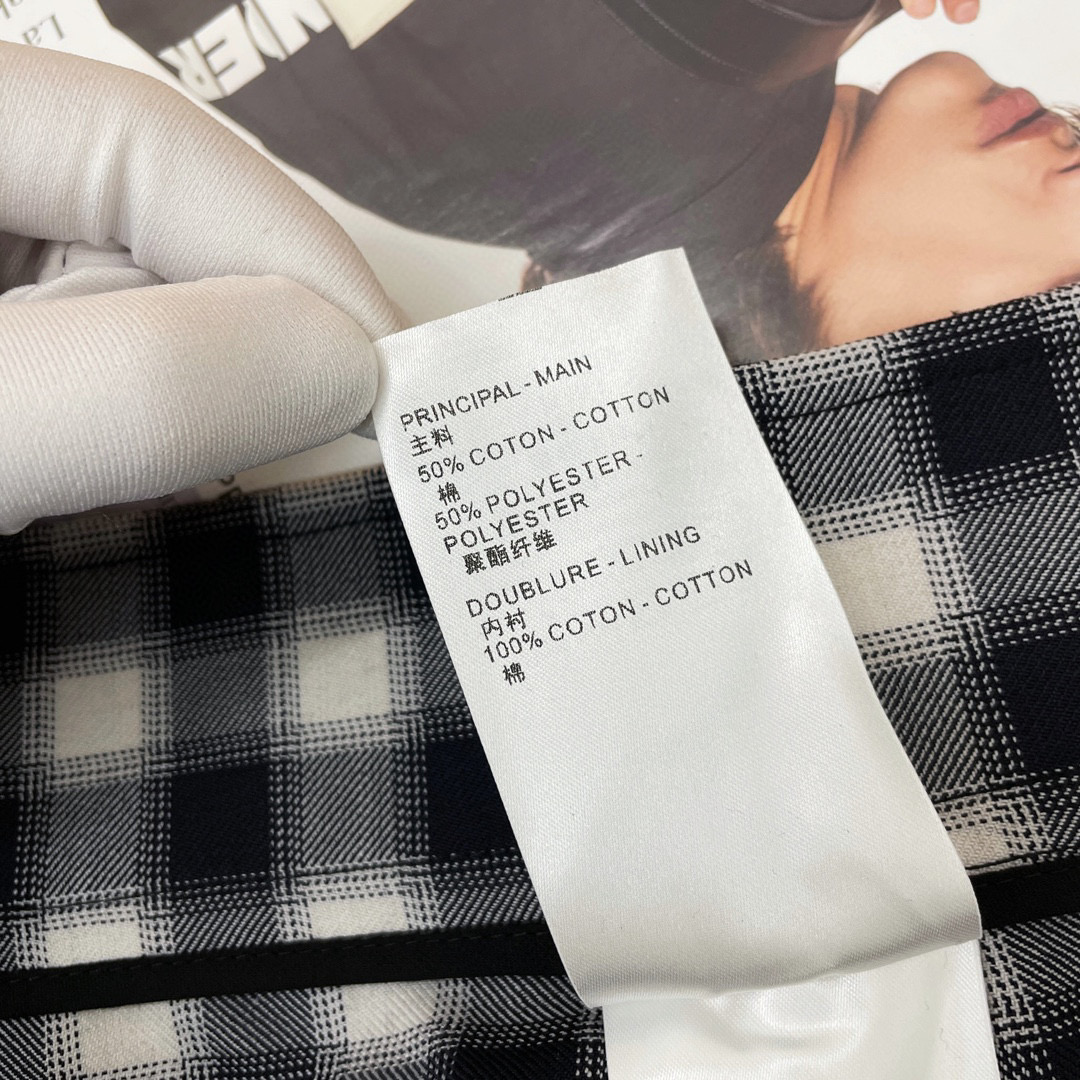 PRINCIPAL - MAIN
主料
50% COTON - COTTON
棉
50% POLYESTER -
POLYESTER
聚酯纤维
DOUBLURE - LINING
内衬
100% COTON - COTTON
棉